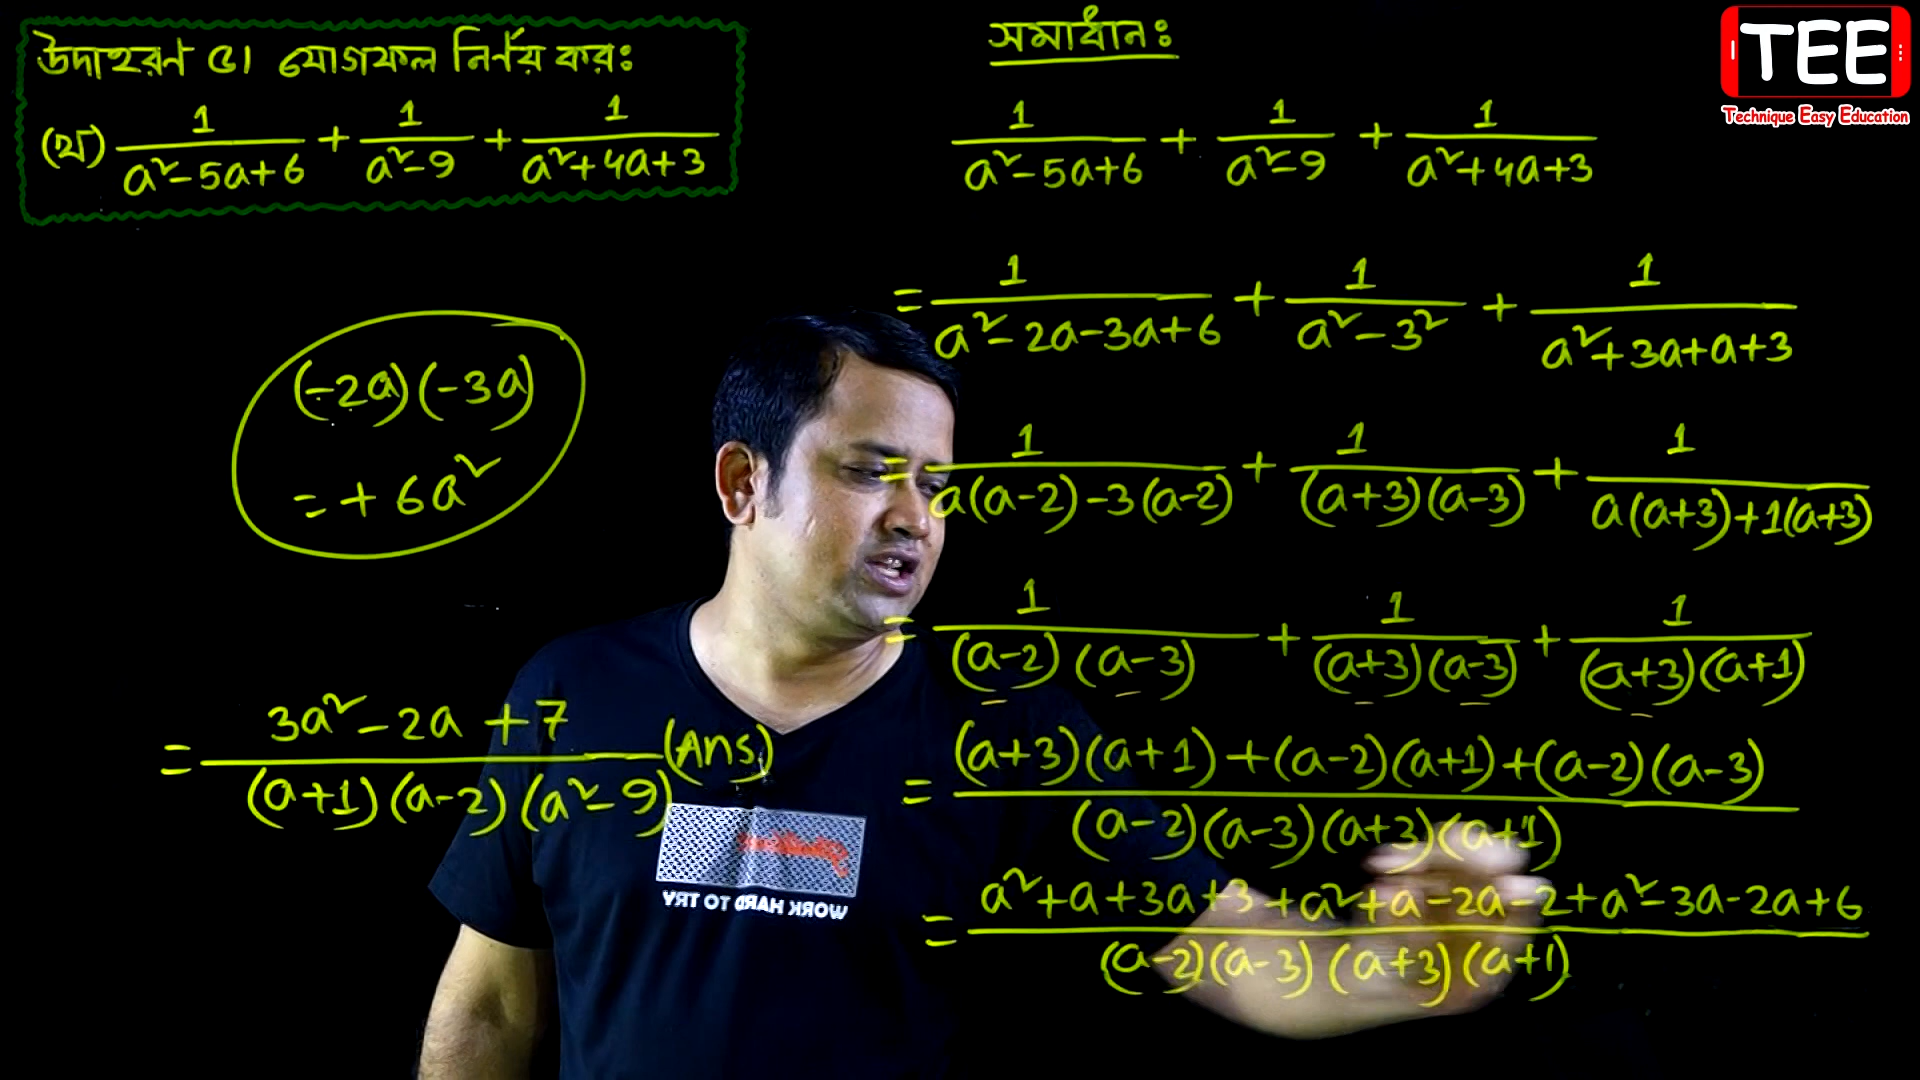 উদাহরণ ৫। যোগফল নির্ণয় করঃ
(খ) 1/(a²-5a+6) + 1/(a²-9) + 1/(a²+4a+3)
(-2a)(-3a)
= +6a²
= (3a²-2a+7)/((a+1)(a-2)(a²-9)) (Ans)
সমাধানঃ
1/(a²-5a+6) + 1/(a²-9) + 1/(a²+4a+3)
= 1/(a²-2a-3a+6) + 1/(a²-3²) + 1/(a²+3a+a+3)
= 1/(a(a-2)-3(a-2)) + 1/((a+3)(a-3)) + 1/(a(a+3)+1(a+3))
= 1/((a-2)(a-3)) + 1/((a+3)(a-3)) + 1/((a+3)(a+1))
= ((a+3)(a+1)+(a-2)(a+1)+(a-2)(a-3))/((a-2)(a-3)(a+3)(a+1))
= (a²+a+3a+3+a²+a-2a-2+a²-3a-2a+6)/((a-2)(a-3)(a+3)(a+1))
TEE
Technique Easy Education
WORK HARD TO TRY